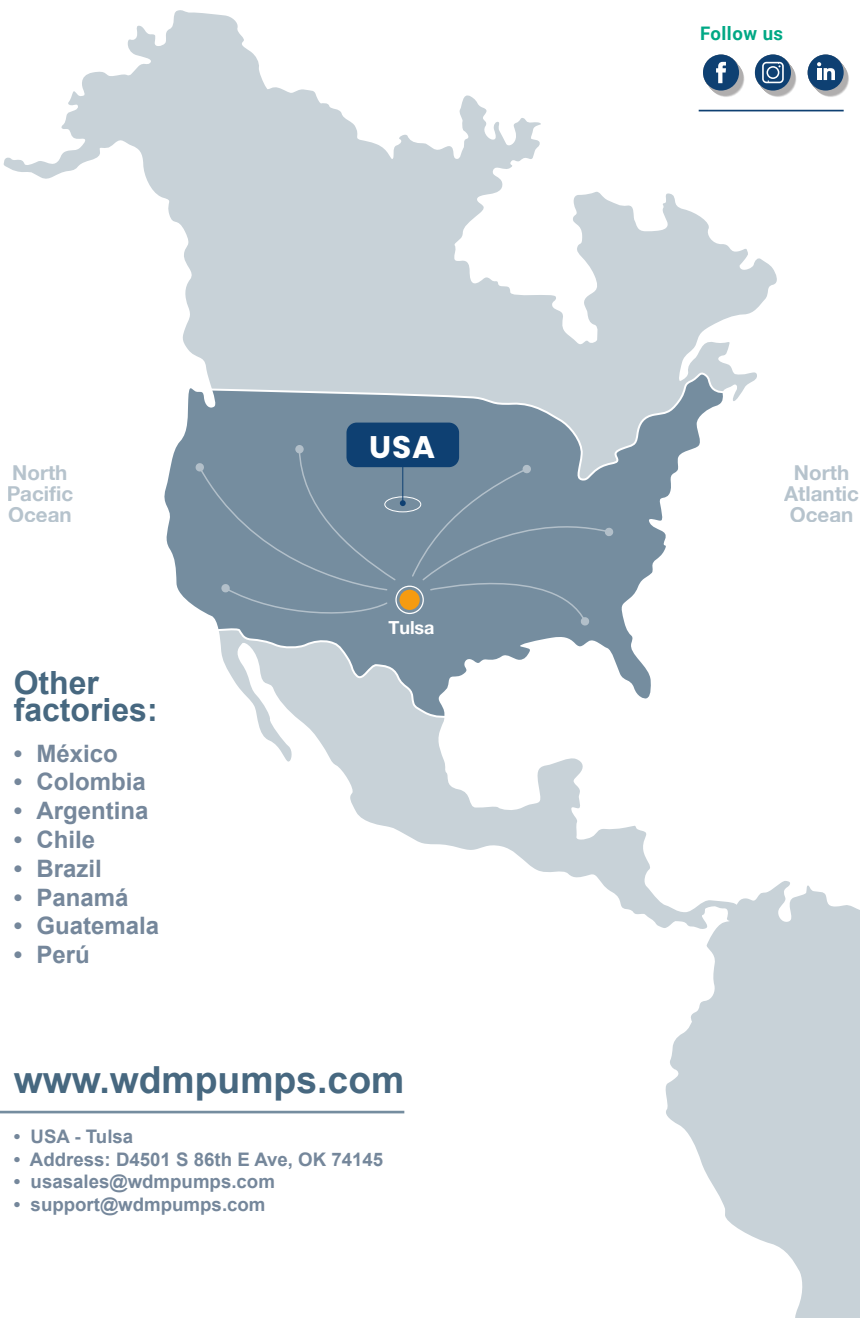 Follow us
f
in
USA
North
Pacific
Ocean
North
Atlantic
Ocean
Tulsa
Other
factories:
• México
• Colombia
• Argentina
• Chile
• Brazil
• Panamá
• Guatemala
• Perú
www.wdmpumps.com
• USA - Tulsa
• Address: D4501 S 86th E Ave, OK 74145
• usasales@wdmpumps.com
• support@wdmpumps.com